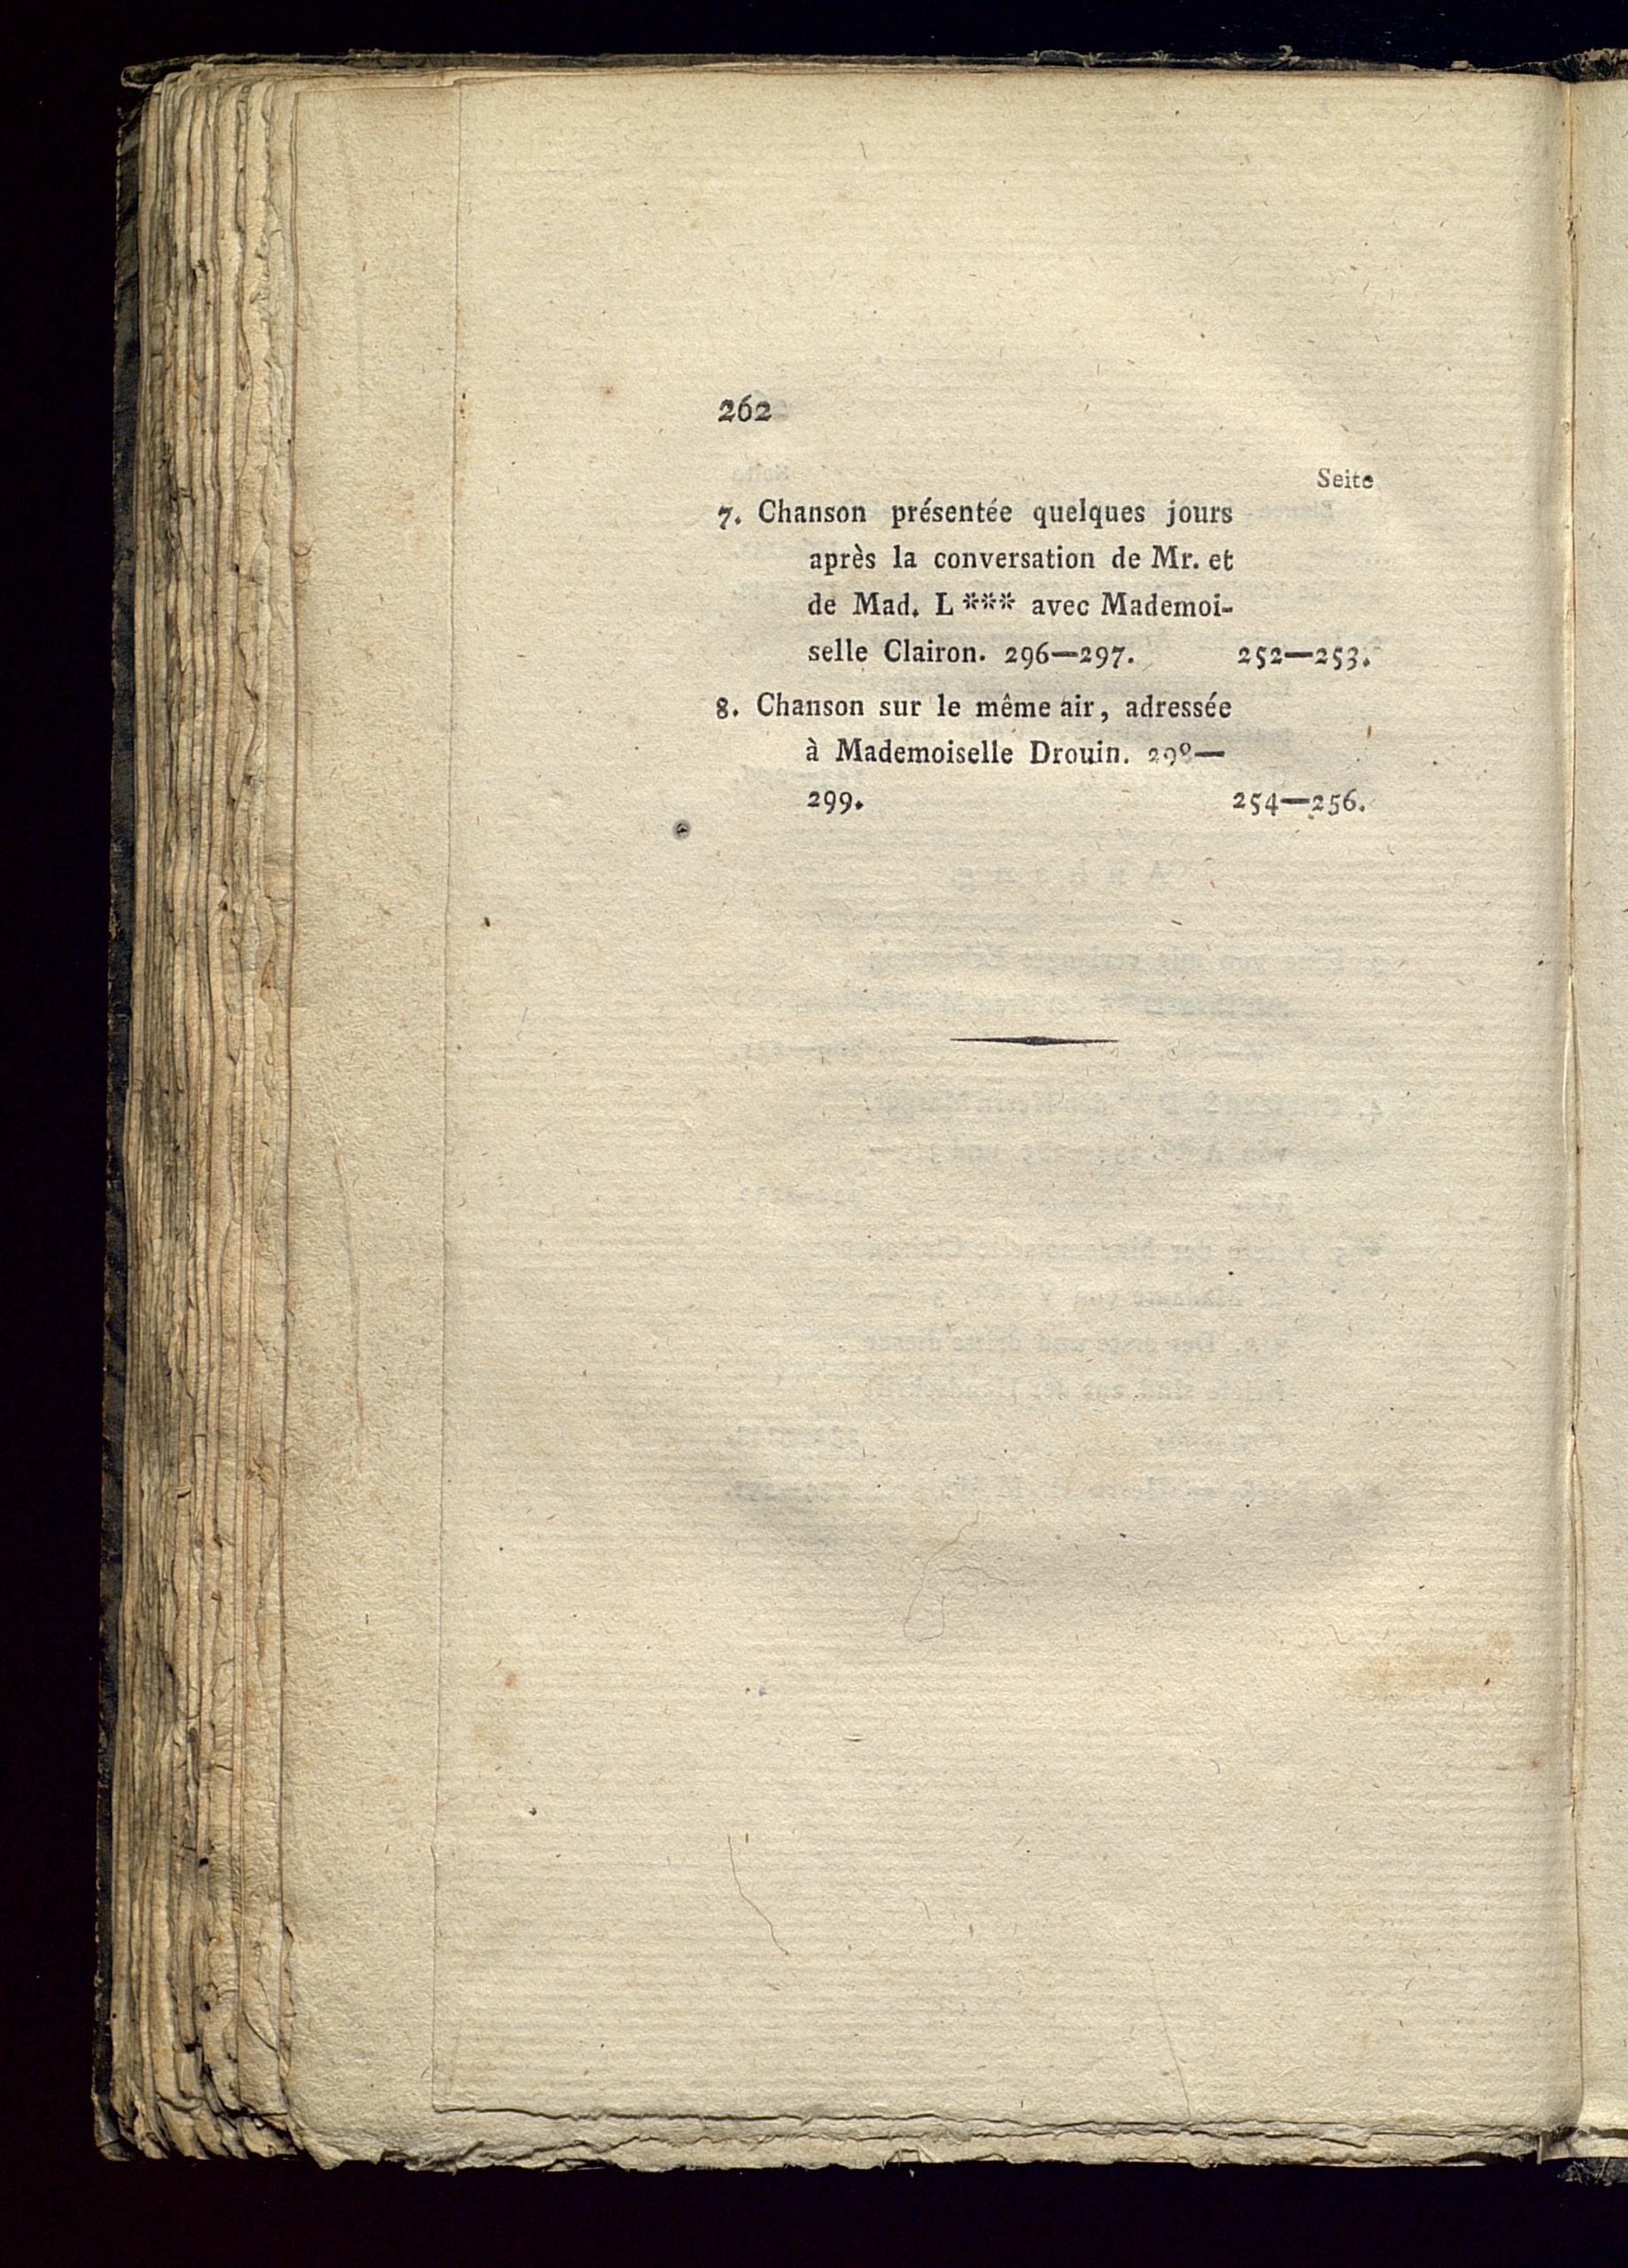 262
Seite
7. Chanson présentée quelques jours
après la conversation de Mr. et
de Mad. L *** avec Mademoi-
selle Clairon. 296—297. 252—253.
8. Chanson sur le même air, adressée
à Mademoiselle Drouin. 298—
299. 254—256.